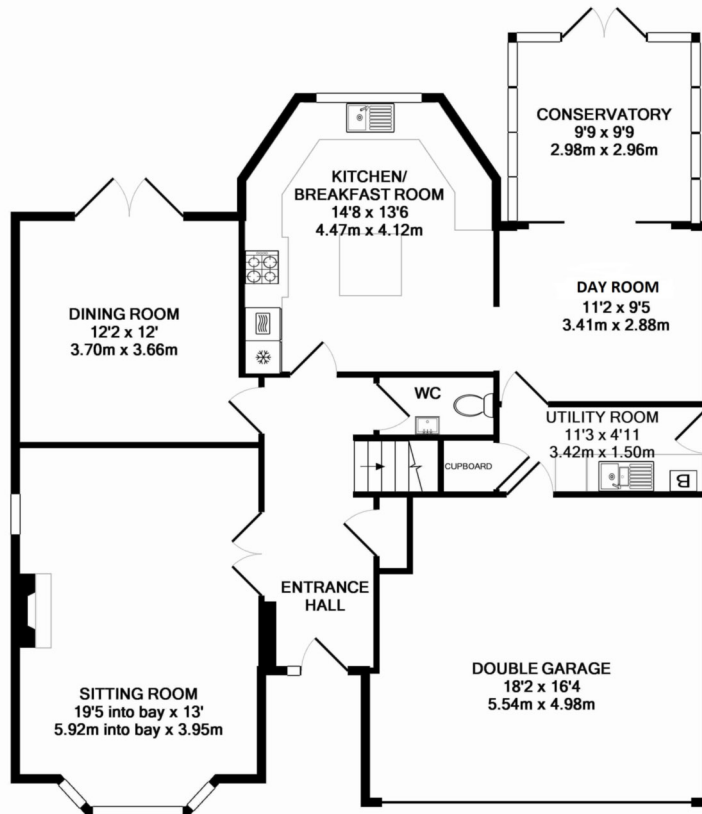 CONSERVATORY
9'9 x 9'9
2.98m x 2.96m
KITCHEN/
BREAKFAST ROOM
14'8 x 13'6
4.47m x 4.12m
DAY ROOM
11'2 x 9'5
3.41m x 2.88m
DINING ROOM
12'2 x 12'
3.70m x 3.66m
WC
UTILITY ROOM
11'3 x 4'11
3.42m x 1.50m
CUPBOARD
B
ENTRANCE
HALL
DOUBLE GARAGE
18'2 x 16'4
5.54m x 4.98m
SITTING ROOM
19'5 into bay x 13'
5.92m into bay x 3.95m